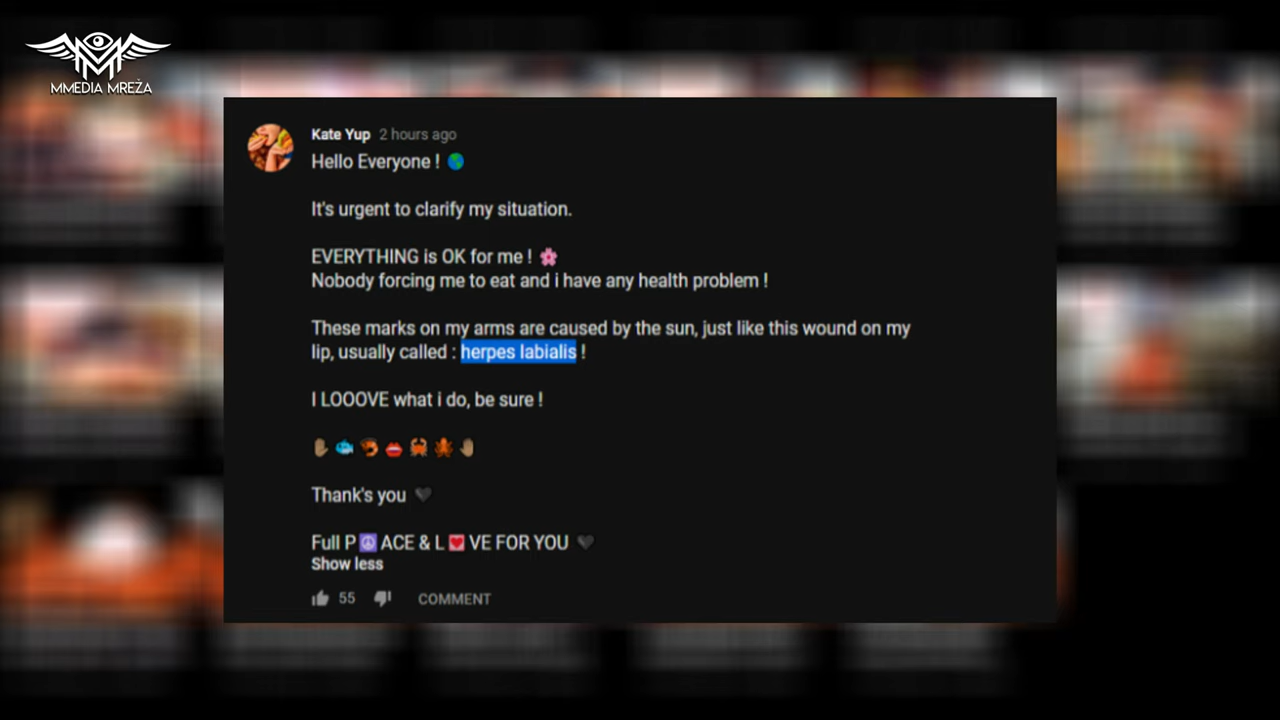 MMEDIA MREŽA
Kate Yup 2 hours ago
Hello Everyone ! 🌎
It's urgent to clarify my situation.
EVERYTHING is OK for me ! 🌸
Nobody forcing me to eat and i have any health problem !
These marks on my arms are caused by the sun, just like this wound on my
lip, usually called : herpes labialis !
I LOOOVE what i do, be sure !
✋🏽🐟🦐👄🦀🐙🤚🏽
Thank's you 🖤
Full P☮️ACE & L💟VE FOR YOU 🖤
Show less
55 COMMENT